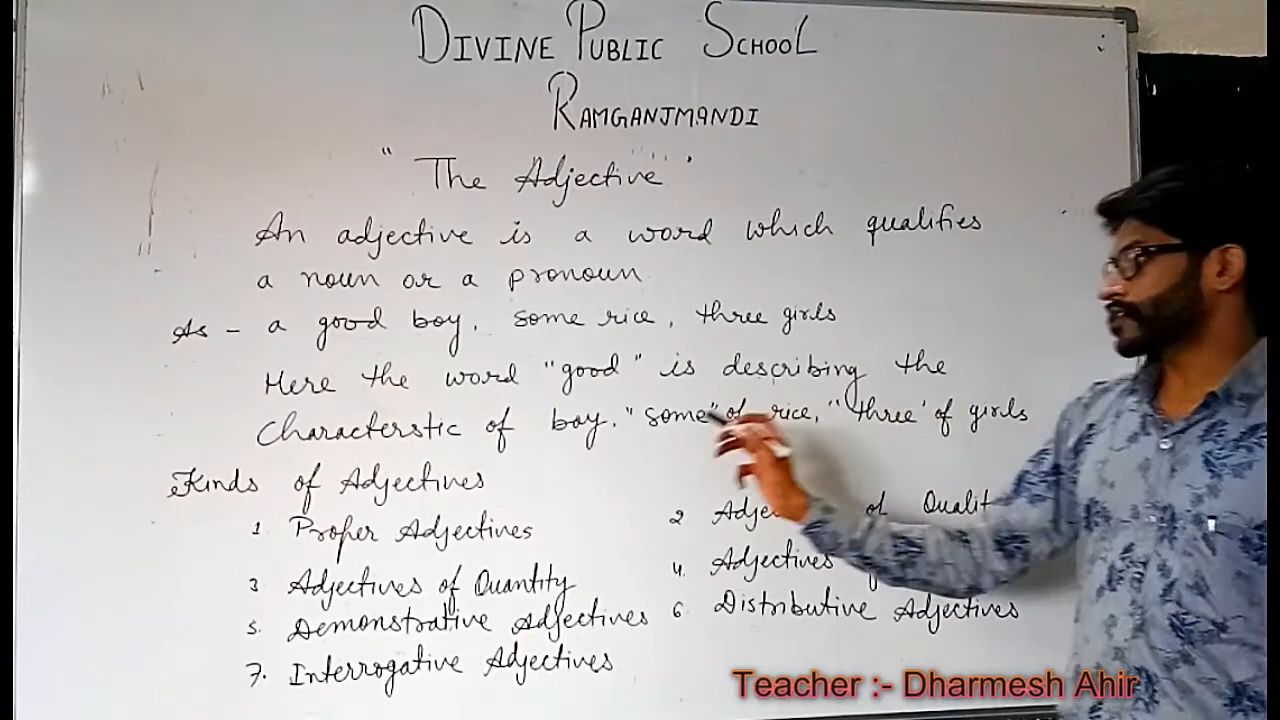 DIVINE PUBLIC SCHOOL
RAMGANJMANDI
"The Adjective"
An adjective is a word which qualifies
a noun or a pronoun
As - a good boy, some rice, three girls
Here the word "good" is describing the
Characterstic of boy, "some" of rice, "three' of girls
Kinds of Adjectives
1. Proper Adjectives
2 of
3 Adjectives of Quantity
4. Adjectives
5. Demonstrative Adjectives
6 Distributive Adjectives
7. Interrogative Adjectives
Teacher :- Dharmesh Ahir